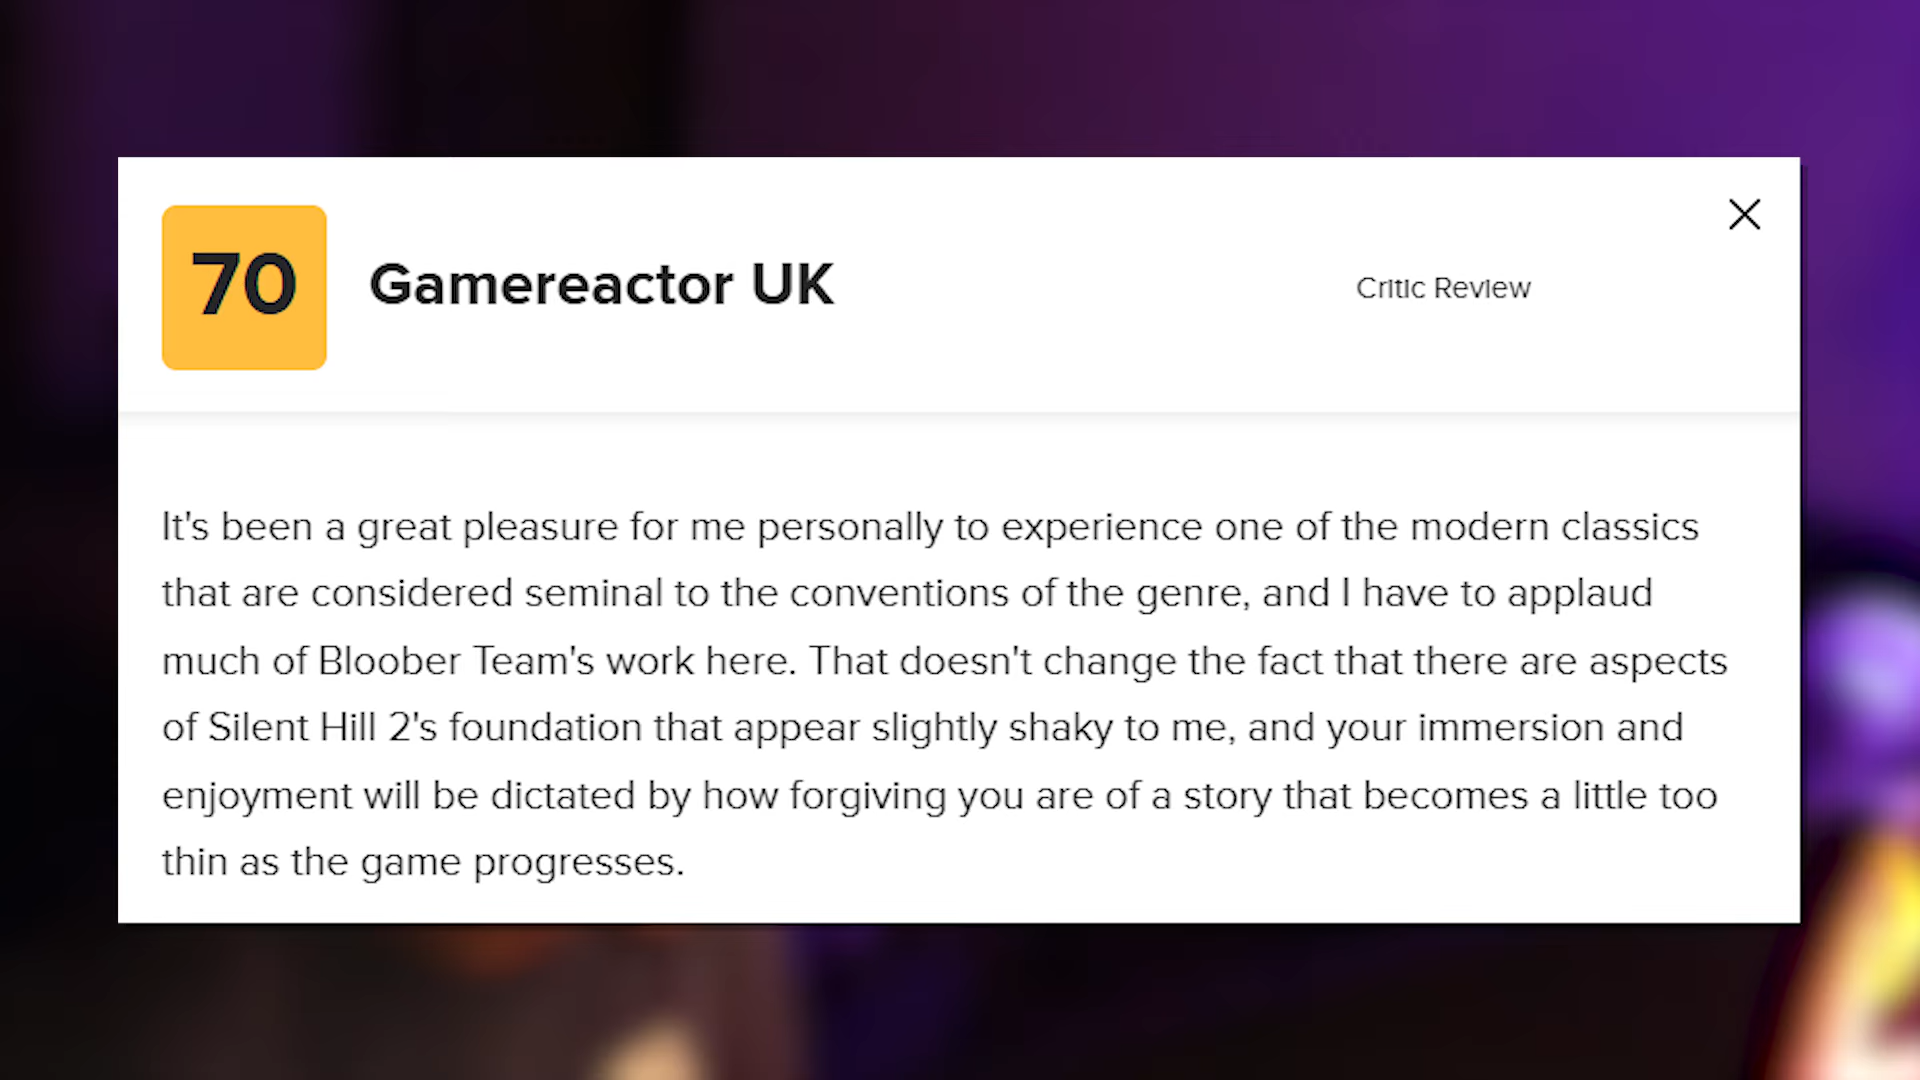 70
Gamereactor UK
Critic Review
It's been a great pleasure for me personally to experience one of the modern classics
that are considered seminal to the conventions of the genre, and I have to applaud
much of Bloober Team's work here. That doesn't change the fact that there are aspects
of Silent Hill 2's foundation that appear slightly shaky to me, and your immersion and
enjoyment will be dictated by how forgiving you are of a story that becomes a little too
thin as the game progresses.